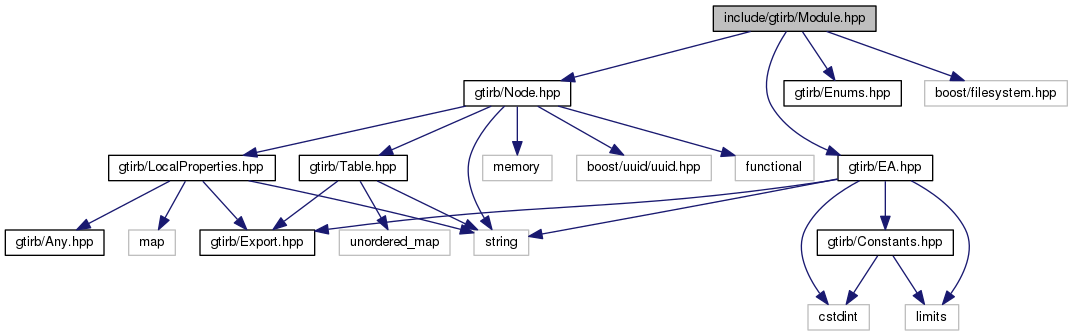 include/gtirb/Module.hpp
gtirb/Node.hpp
gtirb/Enums.hpp
boost/filesystem.hpp
gtirb/LocalProperties.hpp
gtirb/Table.hpp
memory
boost/uuid/uuid.hpp
functional
gtirb/EA.hpp
gtirb/Any.hpp
map
gtirb/Export.hpp
unordered_map
string
gtirb/Constants.hpp
cstdint
limits